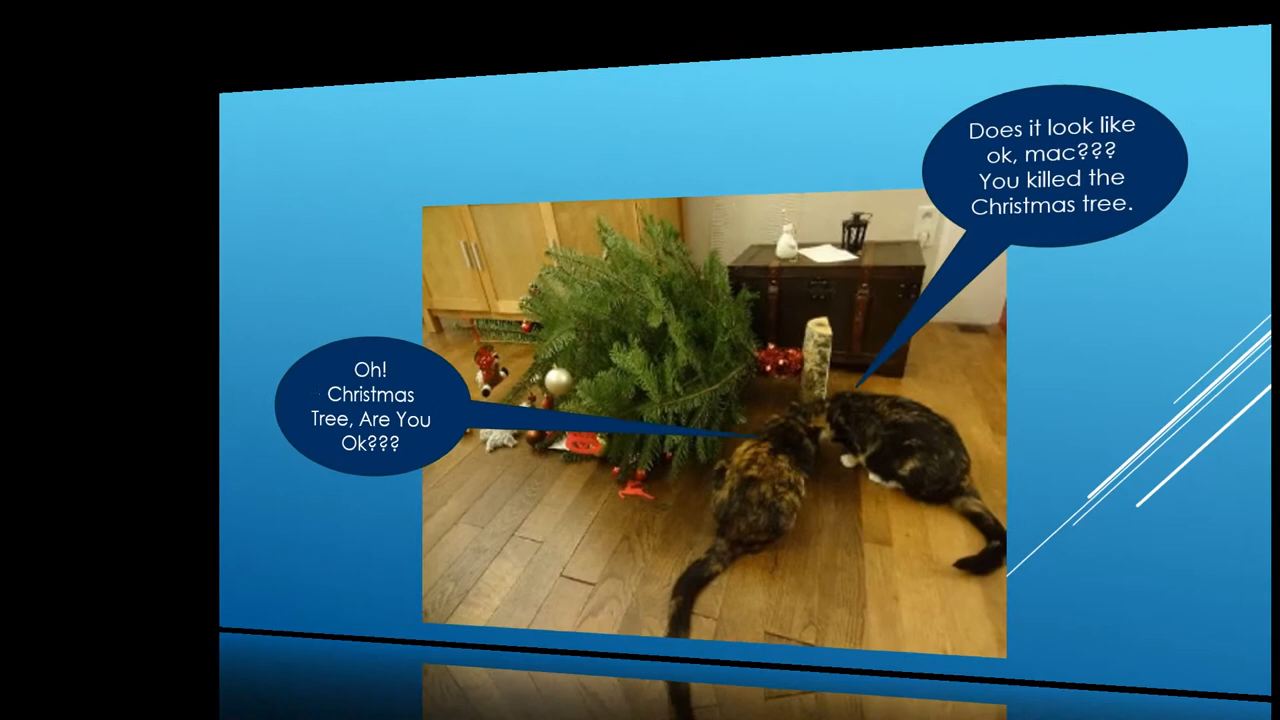 Does it look like
ok, mac???
You killed the
Christmas tree.
Oh!
Christmas
Tree, Are You
Ok???